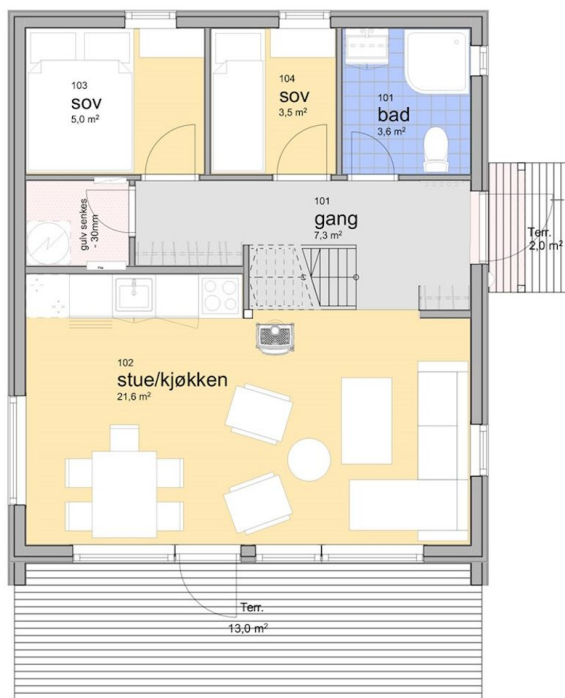 103
sov
5,0 m²
104
sov
3,5 m²
101
bad
3,6 m²
gulv senkes
- 30mm
101
gang
7,3 m²
Terr.
2,0 m²
102
stue/kjøkken
21,6 m²
Terr.
13,0 m²